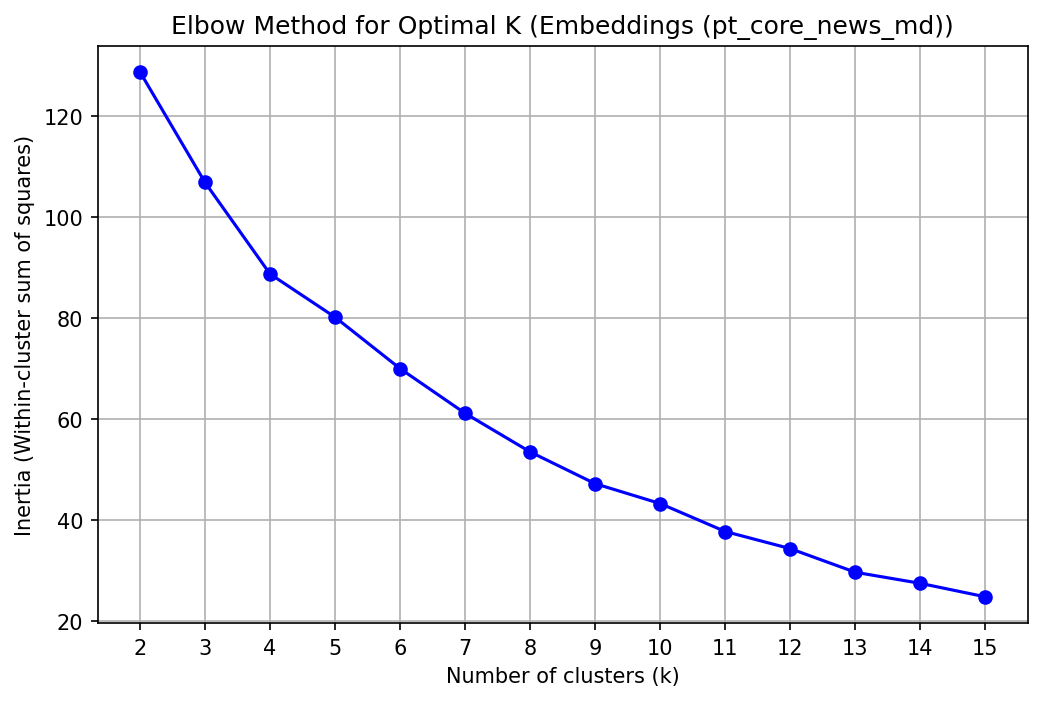 Elbow Method for Optimal K (Embeddings (pt_core_news_md))
Inertia (Within-cluster sum of squares)
120
100
80
60
40
20
2 3 4 5 6 7 8 9 10 11 12 13 14 15
Number of clusters (k)